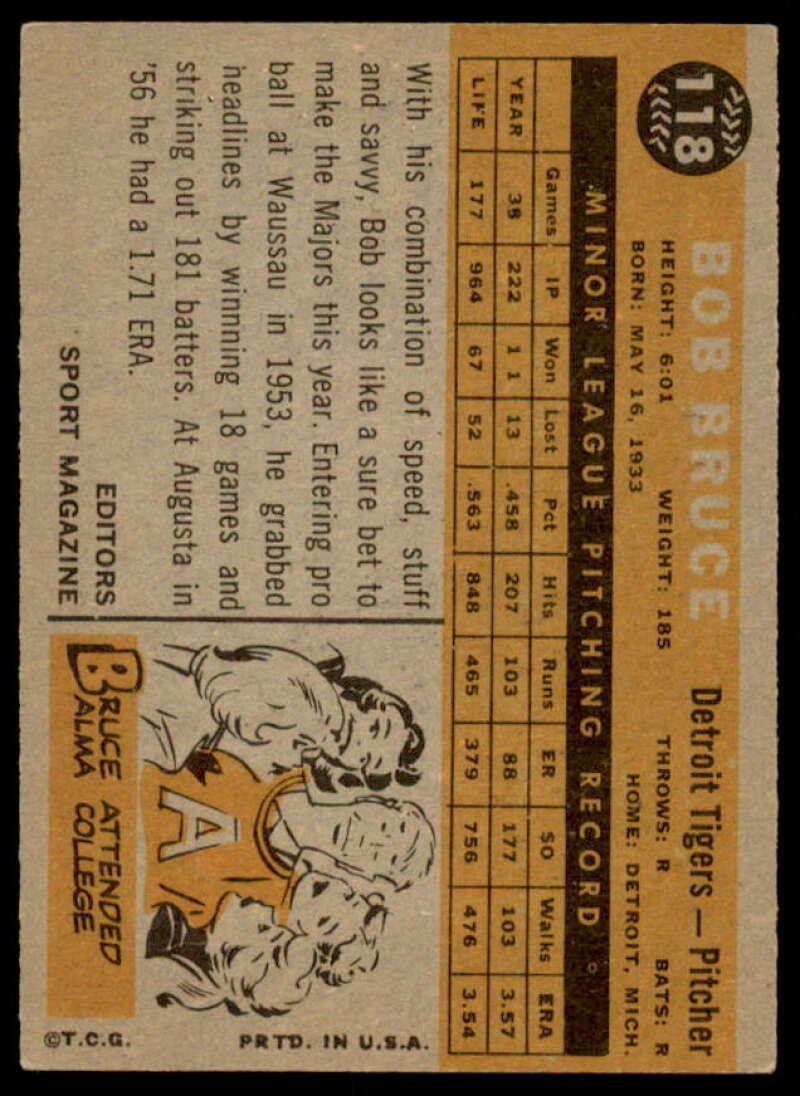 118
BOB BRUCE Detroit Tigers — Pitcher
HEIGHT: 6:01 WEIGHT: 185 THROWS: R BATS: R
BORN: MAY 16, 1933 HOME: DETROIT, MICH.
MINOR LEAGUE PITCHING RECORD
Games IP Won Lost Pct Hits Runs ER SO Walks ERA
YEAR 38 222 11 13 .458 207 103 88 177 103 3.57
LIFE 177 964 67 52 .563 848 465 379 756 476 3.54
With his combination of speed, stuff
and savvy, Bob looks like a sure bet to
make the Majors this year. Entering pro
ball at Waussau in 1953, he grabbed
headlines by winnning 18 games and
striking out 181 batters. At Augusta in
'56 he had a 1.71 ERA.
EDITORS
SPORT MAGAZINE
A
BRUCE ATTENDED
ALMA COLLEGE
©T.C.G. PRTD. IN U.S.A.